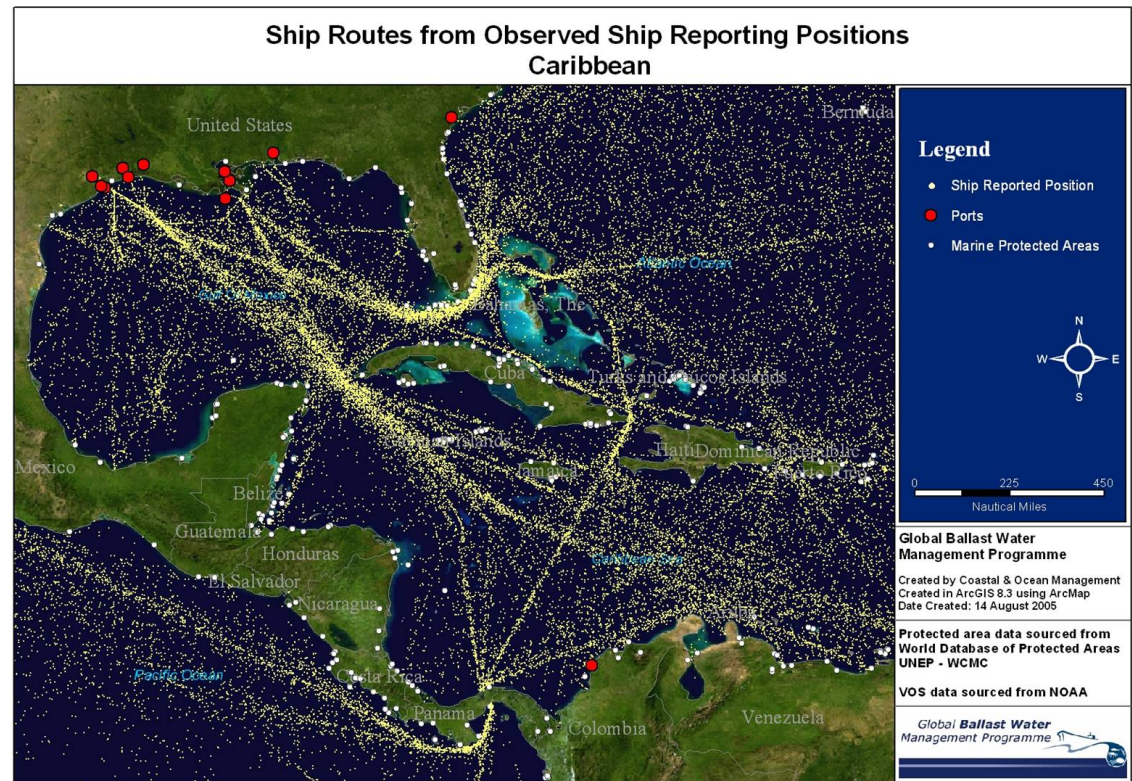 Ship Routes from Observed Ship Reporting Positions
Caribbean
United States
Bermuda
Atlantic Ocean
Gulf of Mexico
Bahamas, The
Cuba
Turks and Caicos Islands
Cayman Islands
Haiti
Dominican Republic
Jamaica
Puerto Rico
Mexico
Belize
Guatemala
Honduras
Caribbean Sea
El Salvador
Nicaragua
Aruba
Pacific Ocean
Costa Rica
Panama
Colombia
Venezuela
Legend
Ship Reported Position
Ports
Marine Protected Areas
N
W
E
S
0
225
450
Nautical Miles
Global Ballast Water
Management Programme
Created by Coastal & Ocean Management
Created in ArcGIS 8.3 using ArcMap
Date Created: 14 August 2005
Protected area data sourced from
World Database of Protected Areas
UNEP - WCMC
VOS data sourced from NOAA
Global Ballast Water
Management Programme